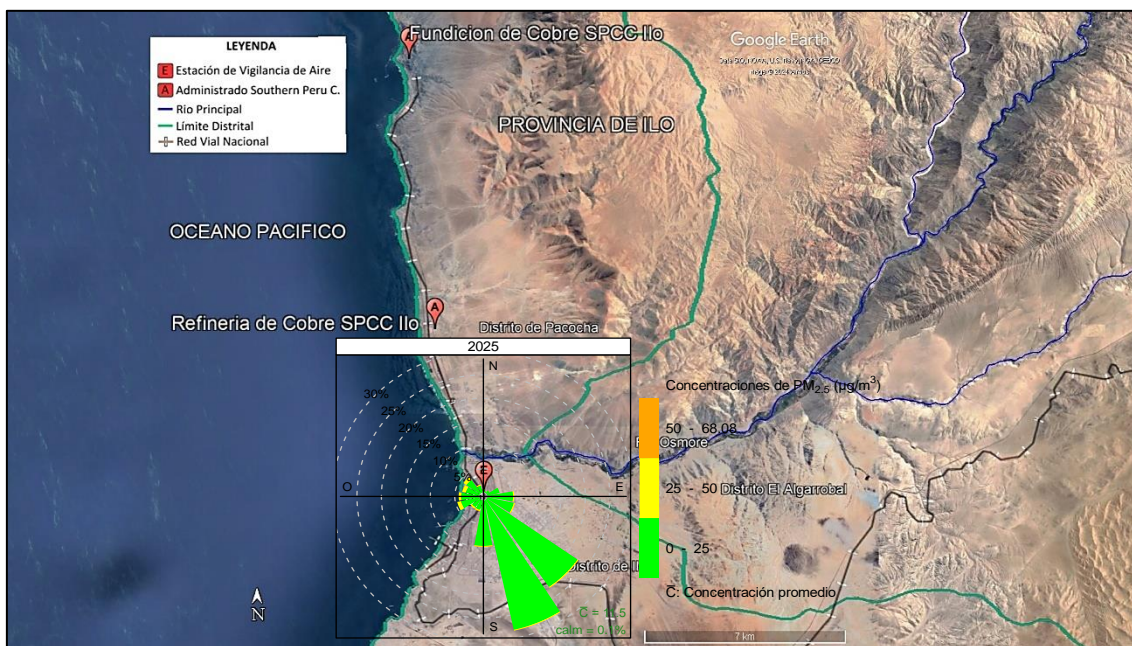 Fundicion de Cobre SPCC Ilo
A
Google Earth
LEYENDA
E Estación de Vigilancia de Aire
A Administrado Southern Peru C.
Rio Principal
Límite Distrital
Red Vial Nacional
PROVINCIA DE ILO
OCEANO PACIFICO
A
Refineria de Cobre SPCC Ilo
Distrito de Pacocha
2025
N
30%
25%
20%
15%
10%
5%
E
O
E
S
C̅ = 11.5
calm = 0.1%
Concentraciones de PM2.5 (µg/m³)
50 - 68.08
25 - 50
0 - 25
C̅: Concentración promedio
Osmore
Distrito El Algarrobal
Distrito de
N
7 km